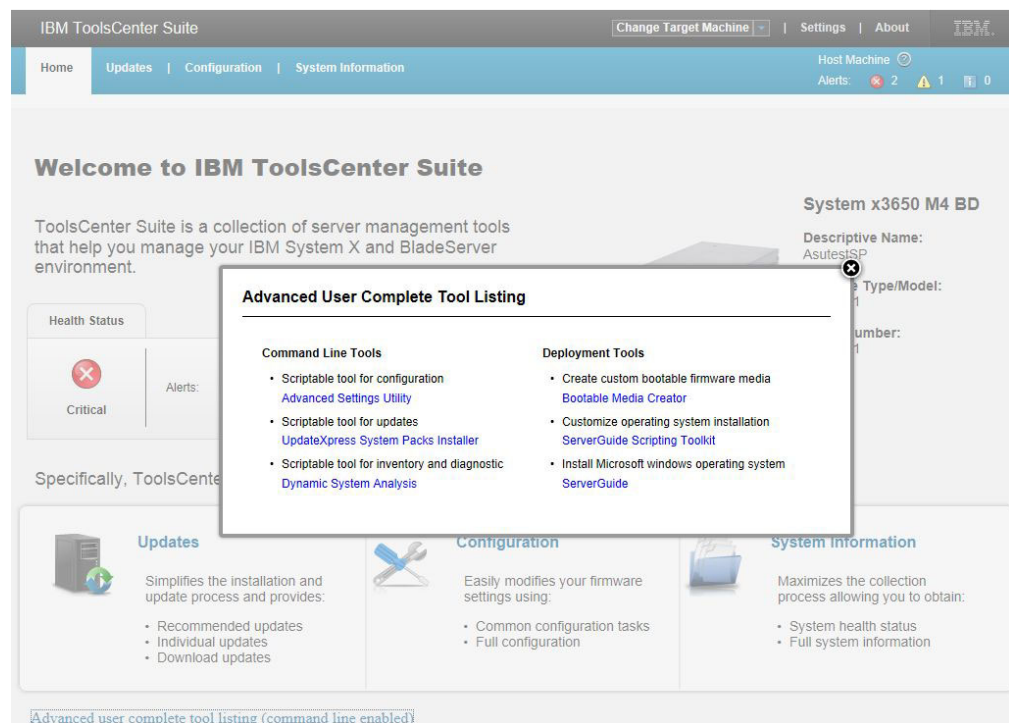 IBM ToolsCenter Suite
Change Target Machine | Settings | About
IBM.
Home
Updates | Configuration | System Information
Host Machine ?
Alerts: 2 1 0
Welcome to IBM ToolsCenter Suite
ToolsCenter Suite is a collection of server management tools
that help you manage your IBM System X and BladeServer
environment.
System x3650 M4 BD
Descriptive Name:
AsutestSP
Type/Model:
1
umber:
1
Health Status
Critical
Alerts:
Advanced User Complete Tool Listing
Command Line Tools
• Scriptable tool for configuration
Advanced Settings Utility
• Scriptable tool for updates
UpdateXpress System Packs Installer
• Scriptable tool for inventory and diagnostic
Dynamic System Analysis
Deployment Tools
• Create custom bootable firmware media
Bootable Media Creator
• Customize operating system installation
ServerGuide Scripting Toolkit
• Install Microsoft windows operating system
ServerGuide
Specifically, ToolsCente
Updates
Simplifies the installation and
update process and provides:
• Recommended updates
• Individual updates
• Download updates
Configuration
Easily modifies your firmware
settings using:
• Common configuration tasks
• Full configuration
System Information
Maximizes the collection
process allowing you to obtain:
• System health status
• Full system information
Advanced user complete tool listing (command line enabled)